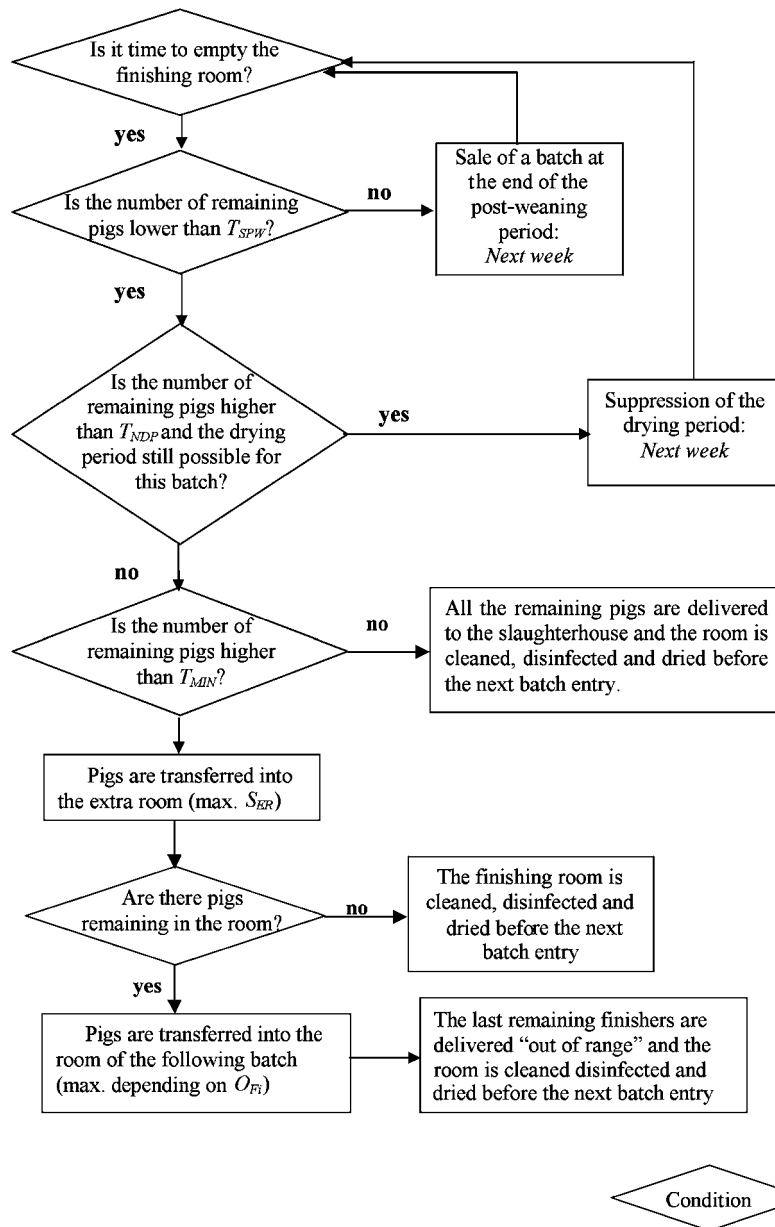 Is it time to empty the
finishing room?
yes
Is the number of remaining
pigs lower than T_SPW?
no
Sale of a batch at
the end of the
post-weaning
period:
Next week
yes
Is the number of
remaining pigs higher
than T_NDP and the drying
period still possible for
this batch?
yes
Suppression of the
drying period:
Next week
no
Is the number of
remaining pigs higher
than T_MIN?
no
All the remaining pigs are delivered
to the slaughterhouse and the room is
cleaned, disinfected and dried before
the next batch entry.
Pigs are transferred into
the extra room (max. S_ER)
Are there pigs
remaining in the room?
no
The finishing room is
cleaned, disinfected and
dried before the next
batch entry
yes
Pigs are transferred into the
room of the following batch
(max. depending on O_Fi)
The last remaining finishers are
delivered “out of range” and the
room is cleaned disinfected and
dried before the next batch entry
Condition